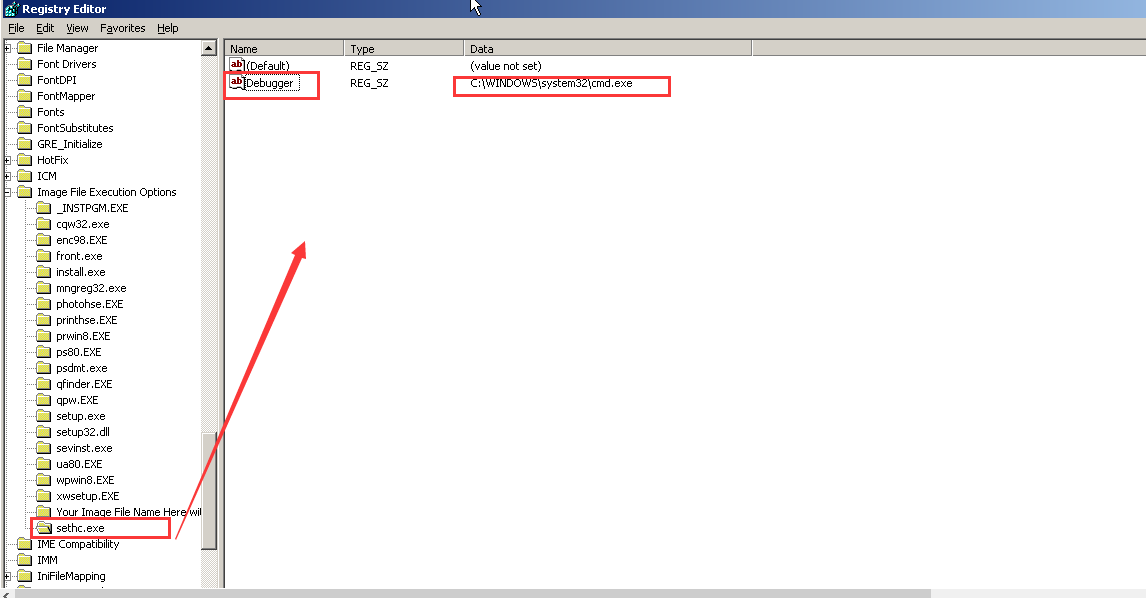 Registry Editor
File Edit View Favorites Help
File Manager
Font Drivers
FontDPI
FontMapper
Fonts
FontSubstitutes
GRE_Initialize
HotFix
ICM
Image File Execution Options
_INSTPGM.EXE
cqw32.exe
enc98.EXE
front.exe
install.exe
mngreg32.exe
photohse.EXE
printhse.EXE
prwin8.EXE
ps80.EXE
psdmt.exe
qfinder.EXE
qpw.EXE
setup.exe
setup32.dll
sevinst.exe
ua80.EXE
wpwin8.EXE
xwsetup.EXE
Your Image File Name Here wi
sethc.exe
IME Compatibility
IMM
IniFileMapping
Name Type Data
ab (Default) REG_SZ (value not set)
ab Debugger REG_SZ C:\WINDOWS\system32\cmd.exe